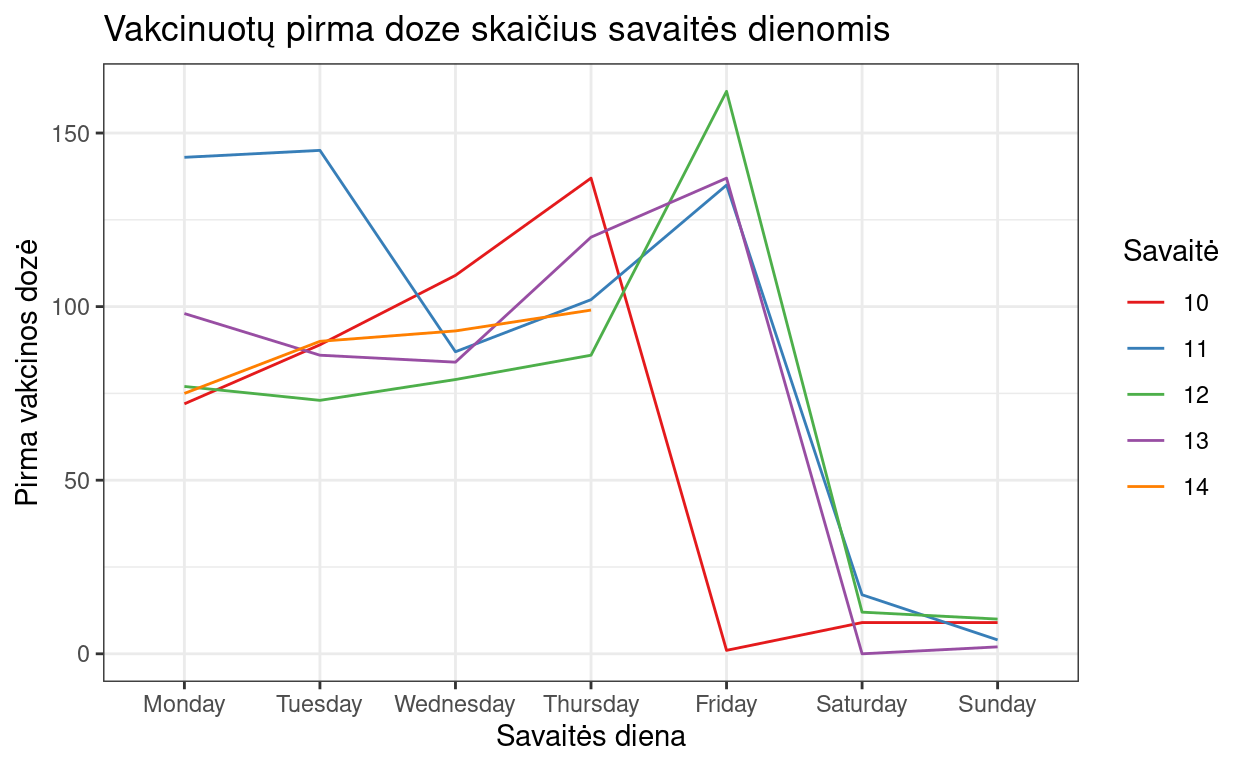 Vakcinuotų pirma doze skaičius savaitės dienomis
Pirma vakcinos dozė
150
100
50
0
Monday Tuesday Wednesday Thursday Friday Saturday Sunday
Savaitės diena
Savaitė
10
11
12
13
14